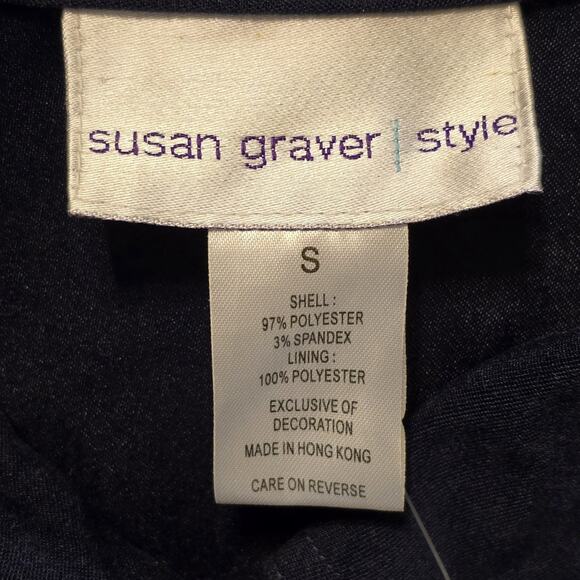 susan graver | style
S
SHELL :
97% POLYESTER
3% SPANDEX
LINING :
100% POLYESTER
EXCLUSIVE OF
DECORATION
MADE IN HONG KONG
CARE ON REVERSE